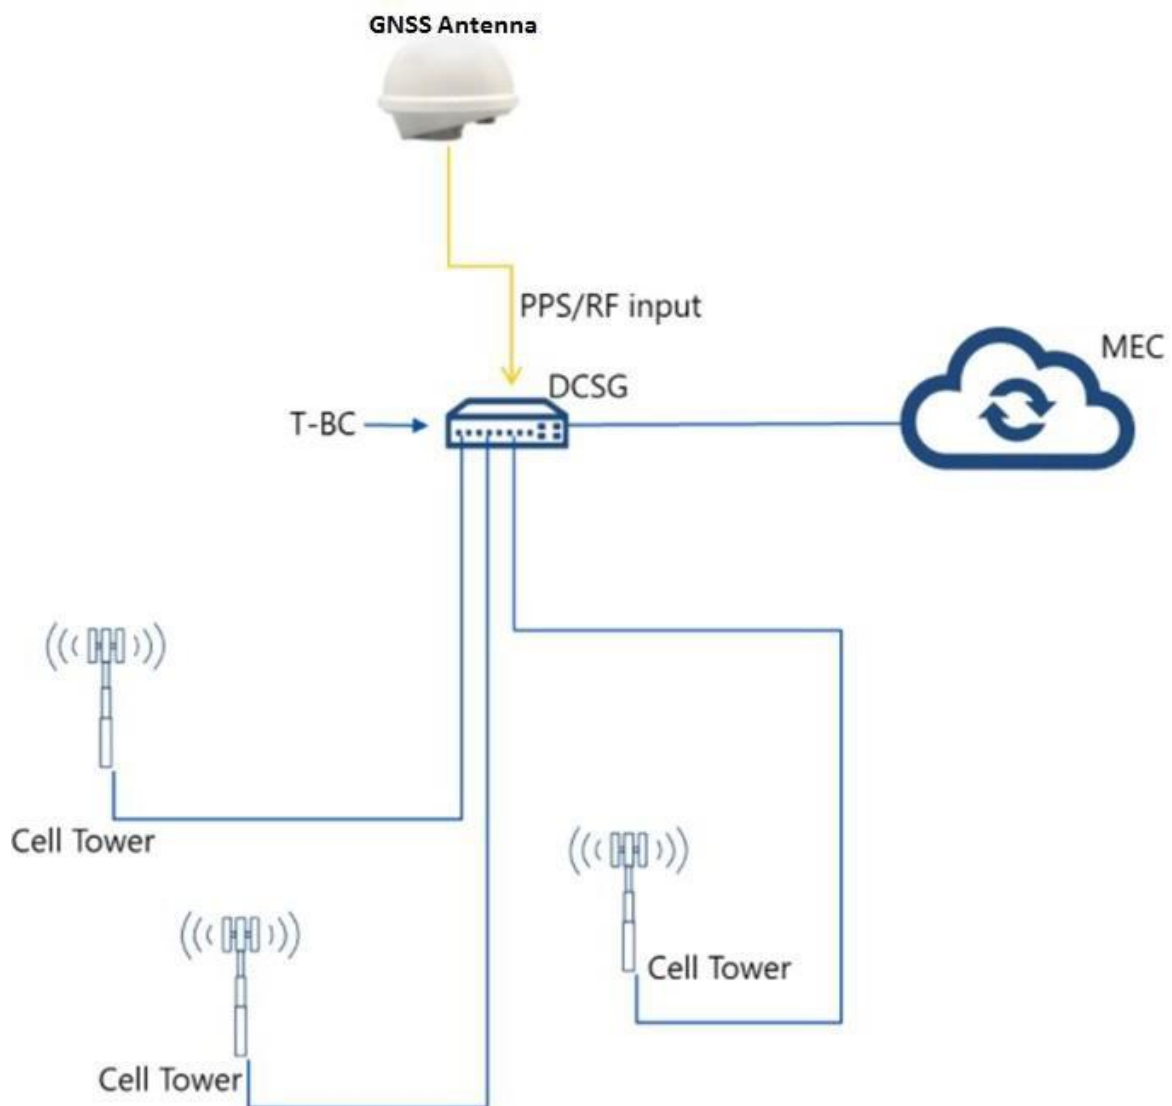 GNSS Antenna
PPS/RF input
MEC
DCSG
T-BC
Cell Tower
Cell Tower
Cell Tower